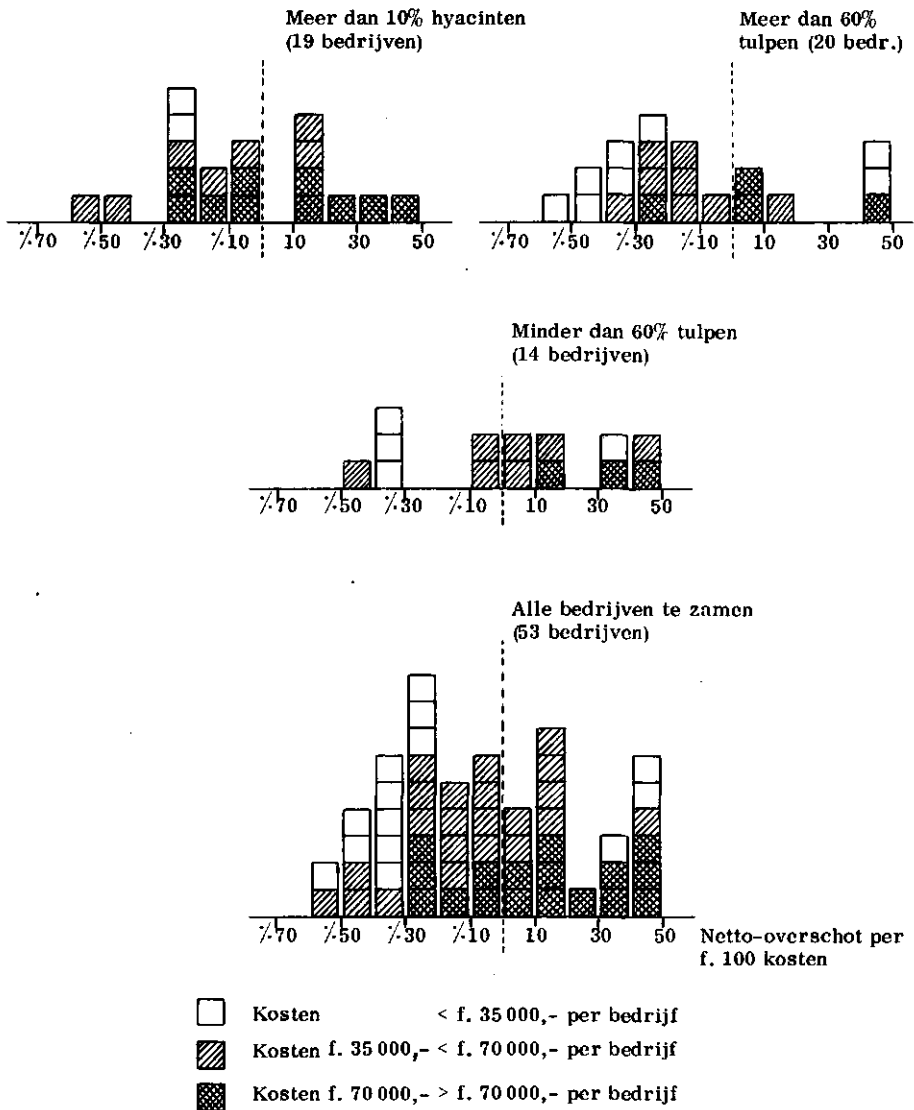 Meer dan 10% hyacinten
(19 bedrijven)
Meer dan 60%
tulpen (20 bedr.)
⁒70 ⁒50 ⁒30 ⁒10 10 30 50
⁒70 ⁒50 ⁒30 ⁒10 10 30 50
Minder dan 60% tulpen
(14 bedrijven)
⁒70 ⁒50 ⁒30 ⁒10 10 30 50
Alle bedrijven te zamen
(53 bedrijven)
⁒70 ⁒50 ⁒30 ⁒10 10 30 50
Netto-overschot per
f. 100 kosten
Kosten < f. 35 000,- per bedrijf
Kosten f. 35 000,- < f. 70 000,- per bedrijf
Kosten f. 70 000,- > f. 70 000,- per bedrijf